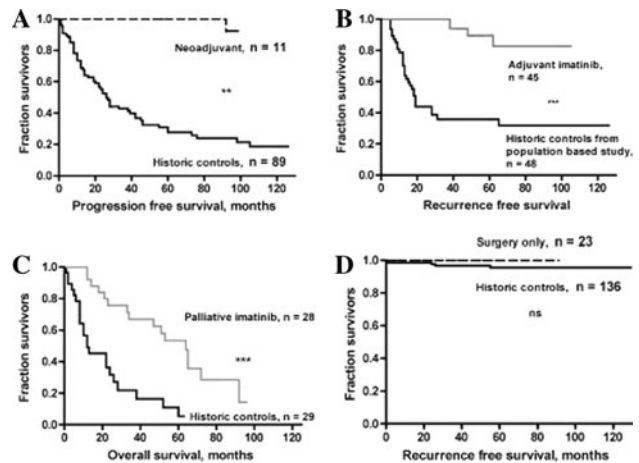 A
1.0
0.8
0.6
0.4
0.2
0.0
Fraction survivors
Neoadjuvant, n = 11
**
Historic controls, n = 89
0 20 40 60 80 100 120
Progression free survival, months
B
1.0
0.8
0.6
0.4
0.2
0.0
Fraction survivors
Adjuvant imatinib,
n = 45
***
Historic controls from
population based study,
n = 48
0 20 40 60 80 100 120
Recurrence free survival
C
1.0
0.8
0.6
0.4
0.2
0.0
Fraction survivors
Palliative imatinib, n = 28
***
Historic controls, n = 29
0 20 40 60 80 100 120
Overall survival, months
Surgery only, n = 23
D
1.0
0.8
0.6
0.4
0.2
0.0
Fraction survivors
Historic controls, n = 136
ns
0 20 40 60 80 100 120
Recurrence free survival, months